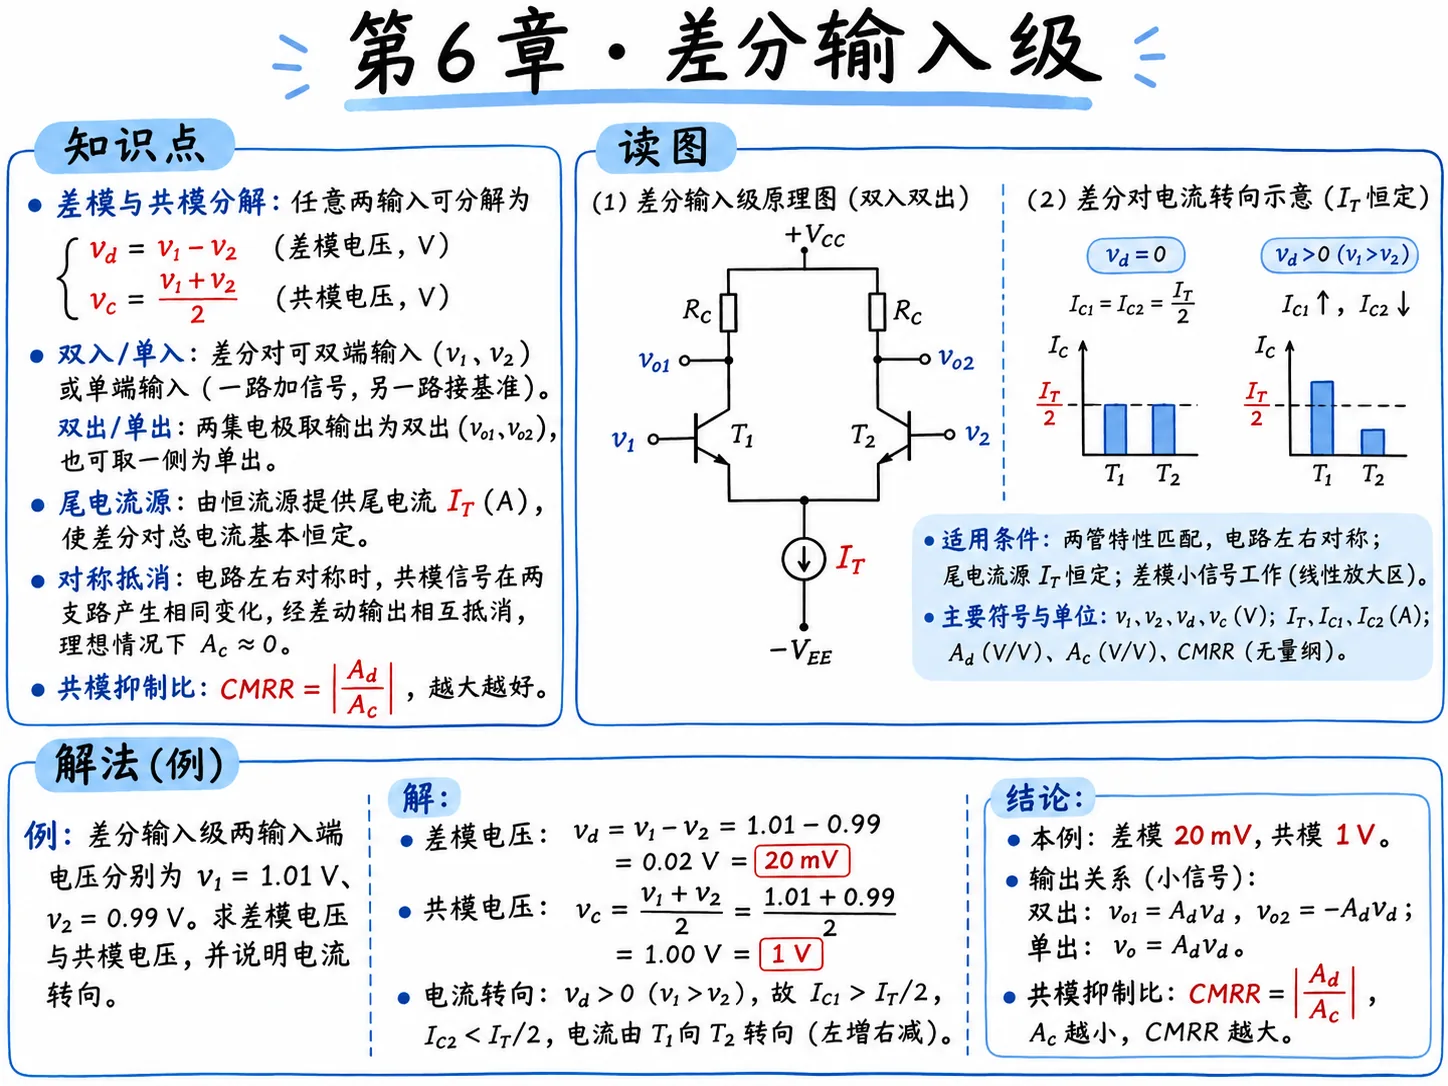 第6章·差分输入级
知识点
• 差模与共模分解：任意两输入可分解为
v_d = v_1 − v_2 （差模电压，V）
v_c = (v_1 + v_2)/2 （共模电压，V）
• 双入/单入：差分对可双端输入（v_1、v_2）
或单端输入（一路加信号，另一路接基准）。
双出/单出：两集电极取输出为双出（v_o1、v_o2），
也可取一侧为单出。
• 尾电流源：由恒流源提供尾电流 I_T (A)，
使差分对总电流基本恒定。
• 对称抵消：电路左右对称时，共模信号在两
支路产生相同变化，经差动输出相互抵消，
理想情况下 A_c ≈ 0。
• 共模抑制比：CMRR = |A_d/A_c|，越大越好。
读图
(1) 差分输入级原理图（双入双出）
+V_CC
R_C
R_C
v_o1
v_o2
v_1
T_1
T_2
v_2
I_T
−V_EE
(2) 差分对电流转向示意（I_T 恒定）
v_d = 0
I_C1 = I_C2 = I_T/2
I_C
I_T/2
T_1 T_2
v_d > 0 (v_1 > v_2)
I_C1 ↑， I_C2 ↓
I_C
I_T/2
T_1 T_2
• 适用条件：两管特性匹配，电路左右对称；
尾电流源 I_T 恒定；差模小信号工作（线性放大区）。
• 主要符号与单位：v_1、v_2、v_d、v_c (V)； I_T、I_C1、I_C2 (A)；
A_d (V/V)、A_c (V/V)、CMRR（无量纲）。
解法(例)
例：差分输入级两输入端
电压分别为 v_1 = 1.01 V、
v_2 = 0.99 V。求差模电压
与共模电压，并说明电流
转向。
解：
• 差模电压： v_d = v_1 − v_2 = 1.01 − 0.99
= 0.02 V = 20 mV
• 共模电压： v_c = (v_1 + v_2)/2 = (1.01 + 0.99)/2
= 1.00 V = 1 V
• 电流转向：v_d > 0 (v_1 > v_2)，故 I_C1 > I_T/2，
I_C2 < I_T/2，电流由 T_1 向 T_2 转向（左增右减）。
结论：
• 本例：差模 20 mV，共模 1 V。
• 输出关系（小信号）：
双出：v_o1 = A_d v_d，v_o2 = −A_d v_d；
单出：v_o = A_d v_d。
• 共模抑制比：CMRR = |A_d/A_c|，
A_c 越小，CMRR 越大。